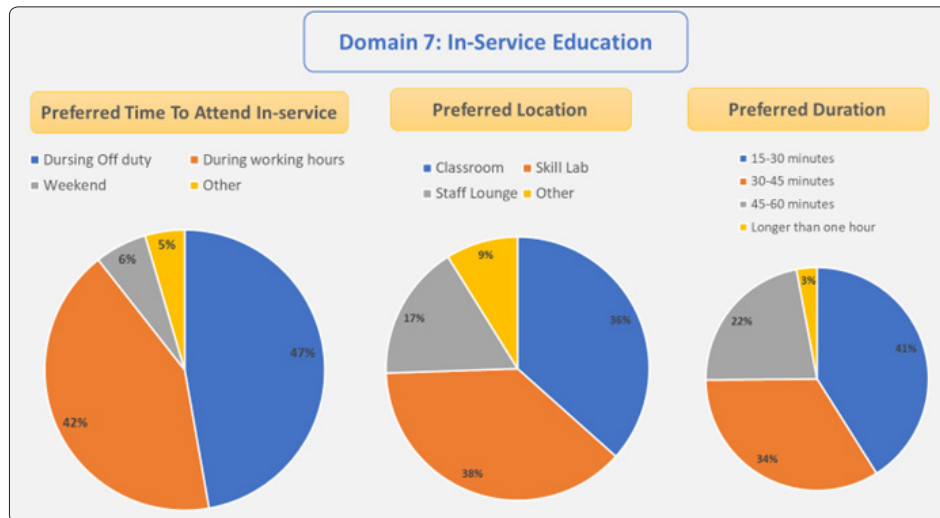 Domain 7: In-Service Education
Preferred Time To Attend In-service
Dursing Off duty
During working hours
Weekend
Other
5%
6%
47%
42%
Preferred Location
Classroom
Skill Lab
Staff Lounge
Other
9%
17%
36%
38%
Preferred Duration
15-30 minutes
30-45 minutes
45-60 minutes
Longer than one hour
3%
22%
41%
34%